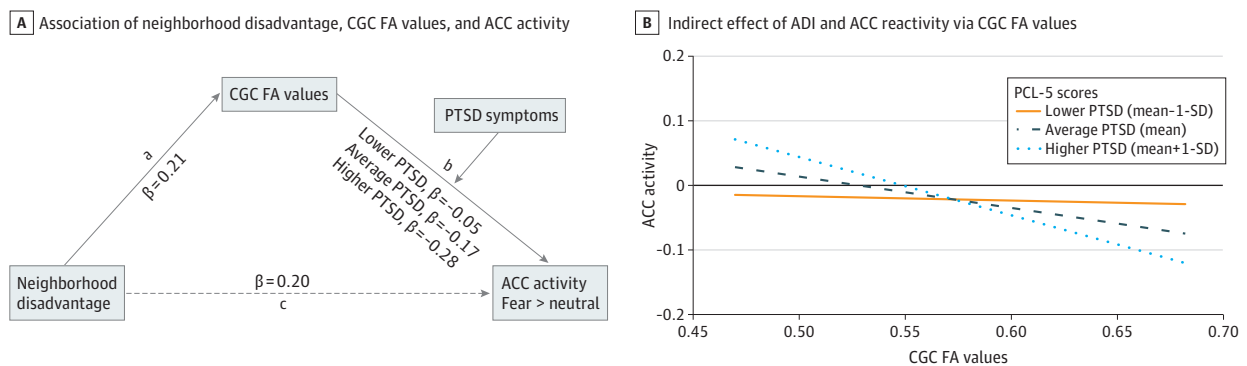 A Association of neighborhood disadvantage, CGC FA values, and ACC activity
CGC FA values
PTSD symptoms
a
β=0.21
b
Lower PTSD, β=-0.05
Average PTSD, β=-0.17
Higher PTSD, β=-0.28
Neighborhood
disadvantage
β=0.20
c
ACC activity
Fear > neutral
B Indirect effect of ADI and ACC reactivity via CGC FA values
0.2
0.1
0
-0.1
-0.2
ACC activity
PCL-5 scores
Lower PTSD (mean-1-SD)
Average PTSD (mean)
Higher PTSD (mean+1-SD)
0.45 0.50 0.55 0.60 0.65 0.70
CGC FA values